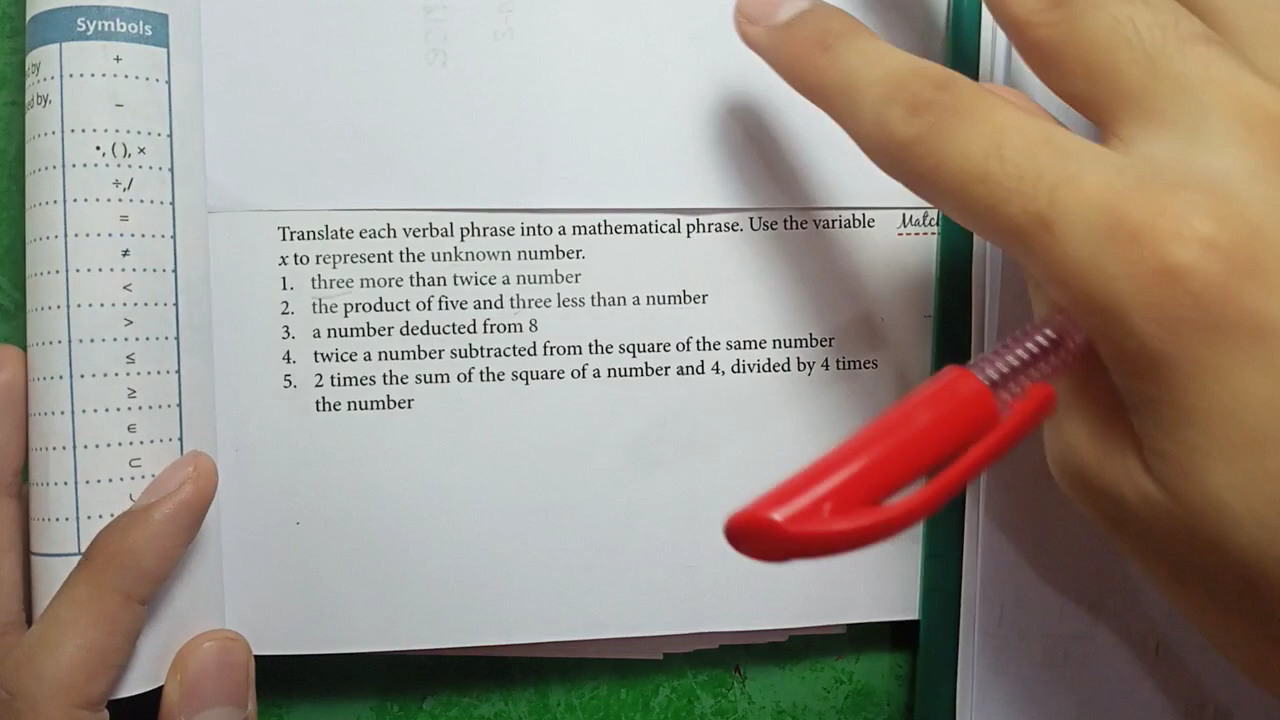 Symbols
by
+
ed by,
−
•, ( ), ×
÷,/
=
≠
<
>
≤
≥
∈
⊂
Translate each verbal phrase into a mathematical phrase. Use the variable
x to represent the unknown number.
1. three more than twice a number
2. the product of five and three less than a number
3. a number deducted from 8
4. twice a number subtracted from the square of the same number
5. 2 times the sum of the square of a number and 4, divided by 4 times
the number
Matc